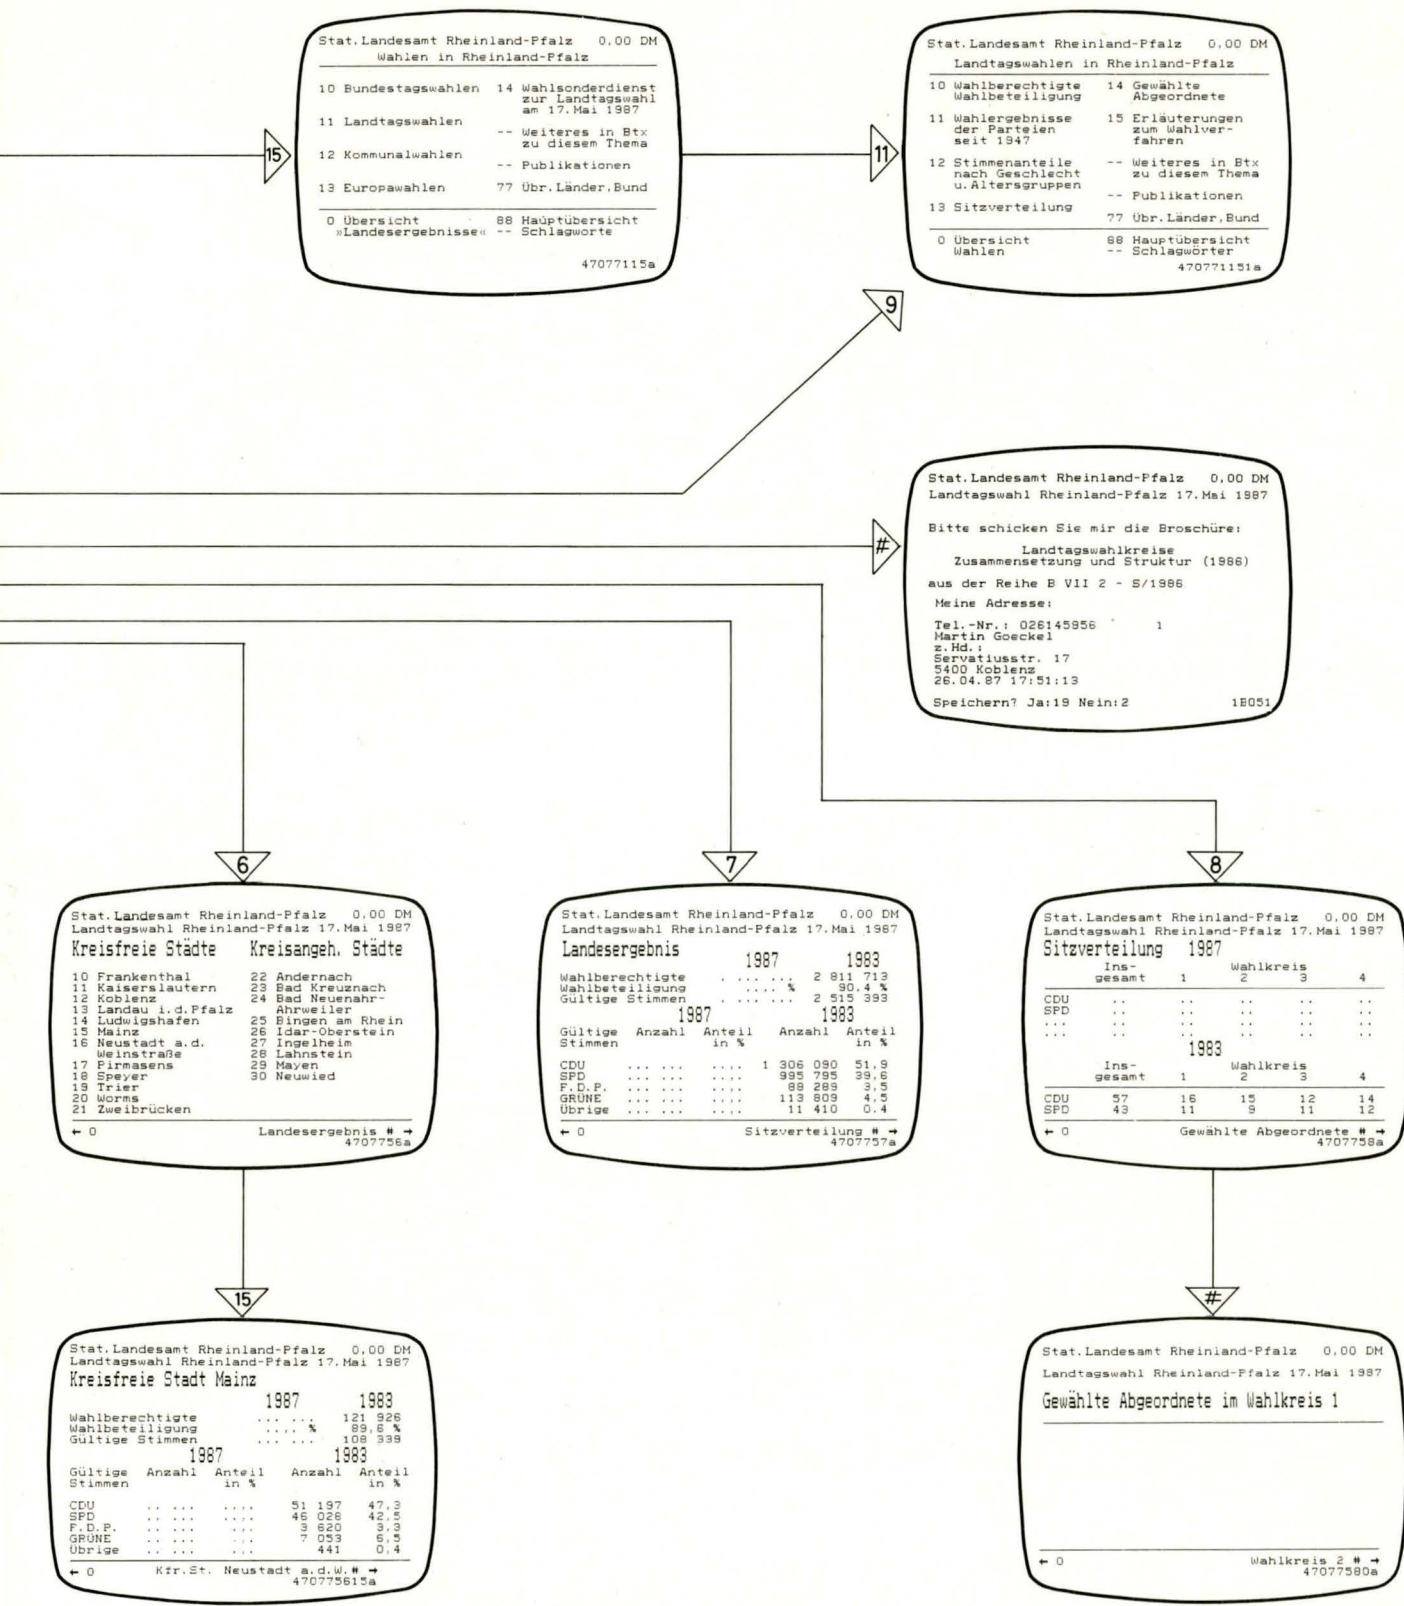 Stat.Landesamt Rheinland-Pfalz 0,00 DM
Wahlen in Rheinland-Pfalz
10 Bundestagswahlen
11 Landtagswahlen
12 Kommunalwahlen
13 Europawahlen
14 Wahlsonderdienst
zur Landtagswahl
am 17.Mai 1987
-- Weiteres in Btx
zu diesem Thema
-- Publikationen
77 Übr.Länder,Bund
0 Übersicht
»Landesergebnisse«
88 Haüptübersicht
-- Schlagworte
47077115a
15
11
Stat.Landesamt Rheinland-Pfalz 0,00 DM
Landtagswahlen in Rheinland-Pfalz
10 Wahlberechtigte
Wahlbeteiligung
11 Wahlergebnisse
der Parteien
seit 1947
12 Stimmenanteile
nach Geschlecht
u.Altersgruppen
13 Sitzverteilung
14 Gewählte
Abgeordnete
15 Erläuterungen
zum Wahlver-
fahren
-- Weiteres in Btx
zu diesem Thema
-- Publikationen
77 Übr.Länder,Bund
0 Übersicht
Wahlen
88 Hauptübersicht
-- Schlagwörter
470771151a
9
#
Stat.Landesamt Rheinland-Pfalz 0,00 DM
Landtagswahl Rheinland-Pfalz 17.Mai 1987
Bitte schicken Sie mir die Broschüre:
Landtagswahlkreise
Zusammensetzung und Struktur (1986)
aus der Reihe B VII 2 - S/1986
Meine Adresse:
Tel.-Nr.: 026145956 1
Martin Goeckel
z.Hd.:
Servatiusstr. 17
5400 Koblenz
26.04.87 17:51:13
Speichern? Ja:19 Nein:2 1B051
6
7
8
Stat.Landesamt Rheinland-Pfalz 0,00 DM
Landtagswahl Rheinland-Pfalz 17.Mai 1987
Kreisfreie Städte Kreisangeh. Städte
10 Frankenthal
11 Kaiserslautern
12 Koblenz
13 Landau i.d.Pfalz
14 Ludwigshafen
15 Mainz
16 Neustadt a.d.
Weinstraße
17 Pirmasens
18 Speyer
19 Trier
20 Worms
21 Zweibrücken
22 Andernach
23 Bad Kreuznach
24 Bad Neuenahr-
Ahrweiler
25 Bingen am Rhein
26 Idar-Oberstein
27 Ingelheim
28 Lahnstein
29 Mayen
30 Neuwied
← 0 Landesergebnis # →
4707756a
Stat.Landesamt Rheinland-Pfalz 0,00 DM
Landtagswahl Rheinland-Pfalz 17.Mai 1987
Landesergebnis
1987 1983
Wahlberechtigte . ... ... 2 811 713
Wahlbeteiligung ..,. % 90,4 %
Gültige Stimmen . ... ... 2 515 393
1987 1983
Gültige Anzahl Anteil Anzahl Anteil
Stimmen in % in %
CDU ... ... ..,. 1 306 090 51,9
SPD ... ... ..,. 995 795 39,6
F.D.P. ... ... ..,. 88 289 3,5
GRÜNE ... ... ..,. 113 809 4,5
Übrige ... ... ..,. 11 410 0.4
← 0 Sitzverteilung # →
4707757a
Stat.Landesamt Rheinland-Pfalz 0,00 DM
Landtagswahl Rheinland-Pfalz 17.Mai 1987
Sitzverteilung 1987
Ins- Wahlkreis
gesamt 1 2 3 4
CDU .. .. .. .. ..
SPD .. .. .. .. ..
... .. .. .. .. ..
... .. .. .. .. ..
1983
Ins- Wahlkreis
gesamt 1 2 3 4
CDU 57 16 15 12 14
SPD 43 11 9 11 12
← 0 Gewählte Abgeordnete # →
4707758a
15
#
Stat.Landesamt Rheinland-Pfalz 0,00 DM
Landtagswahl Rheinland-Pfalz 17.Mai 1987
Kreisfreie Stadt Mainz
1987 1983
Wahlberechtigte ... ... 121 926
Wahlbeteiligung ..,. % 89,6 %
Gültige Stimmen ... ... 108 339
1987 1983
Gültige Anzahl Anteil Anzahl Anteil
Stimmen in % in %
CDU .. ... ..,. 51 197 47,3
SPD .. ... ..,. 46 028 42,5
F.D.P. .. ... .,. 3 620 3,3
GRÜNE .. ... .,. 7 053 6,5
Übrige .. ... .,. 441 0,4
← 0 Kfr.St. Neustadt a.d.W.# →
470775615a
Stat.Landesamt Rheinland-Pfalz 0,00 DM
Landtagswahl Rheinland-Pfalz 17.Mai 1987
Gewählte Abgeordnete im Wahlkreis 1
← 0 Wahlkreis 2 # →
47077580a